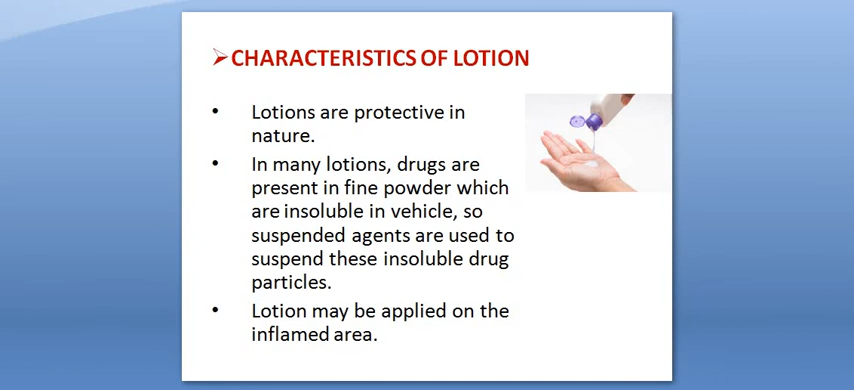 CHARACTERISTICS OF LOTION
• Lotions are protective in
nature.
• In many lotions, drugs are
present in fine powder which
are insoluble in vehicle, so
suspended agents are used to
suspend these insoluble drug
particles.
• Lotion may be applied on the
inflamed area.